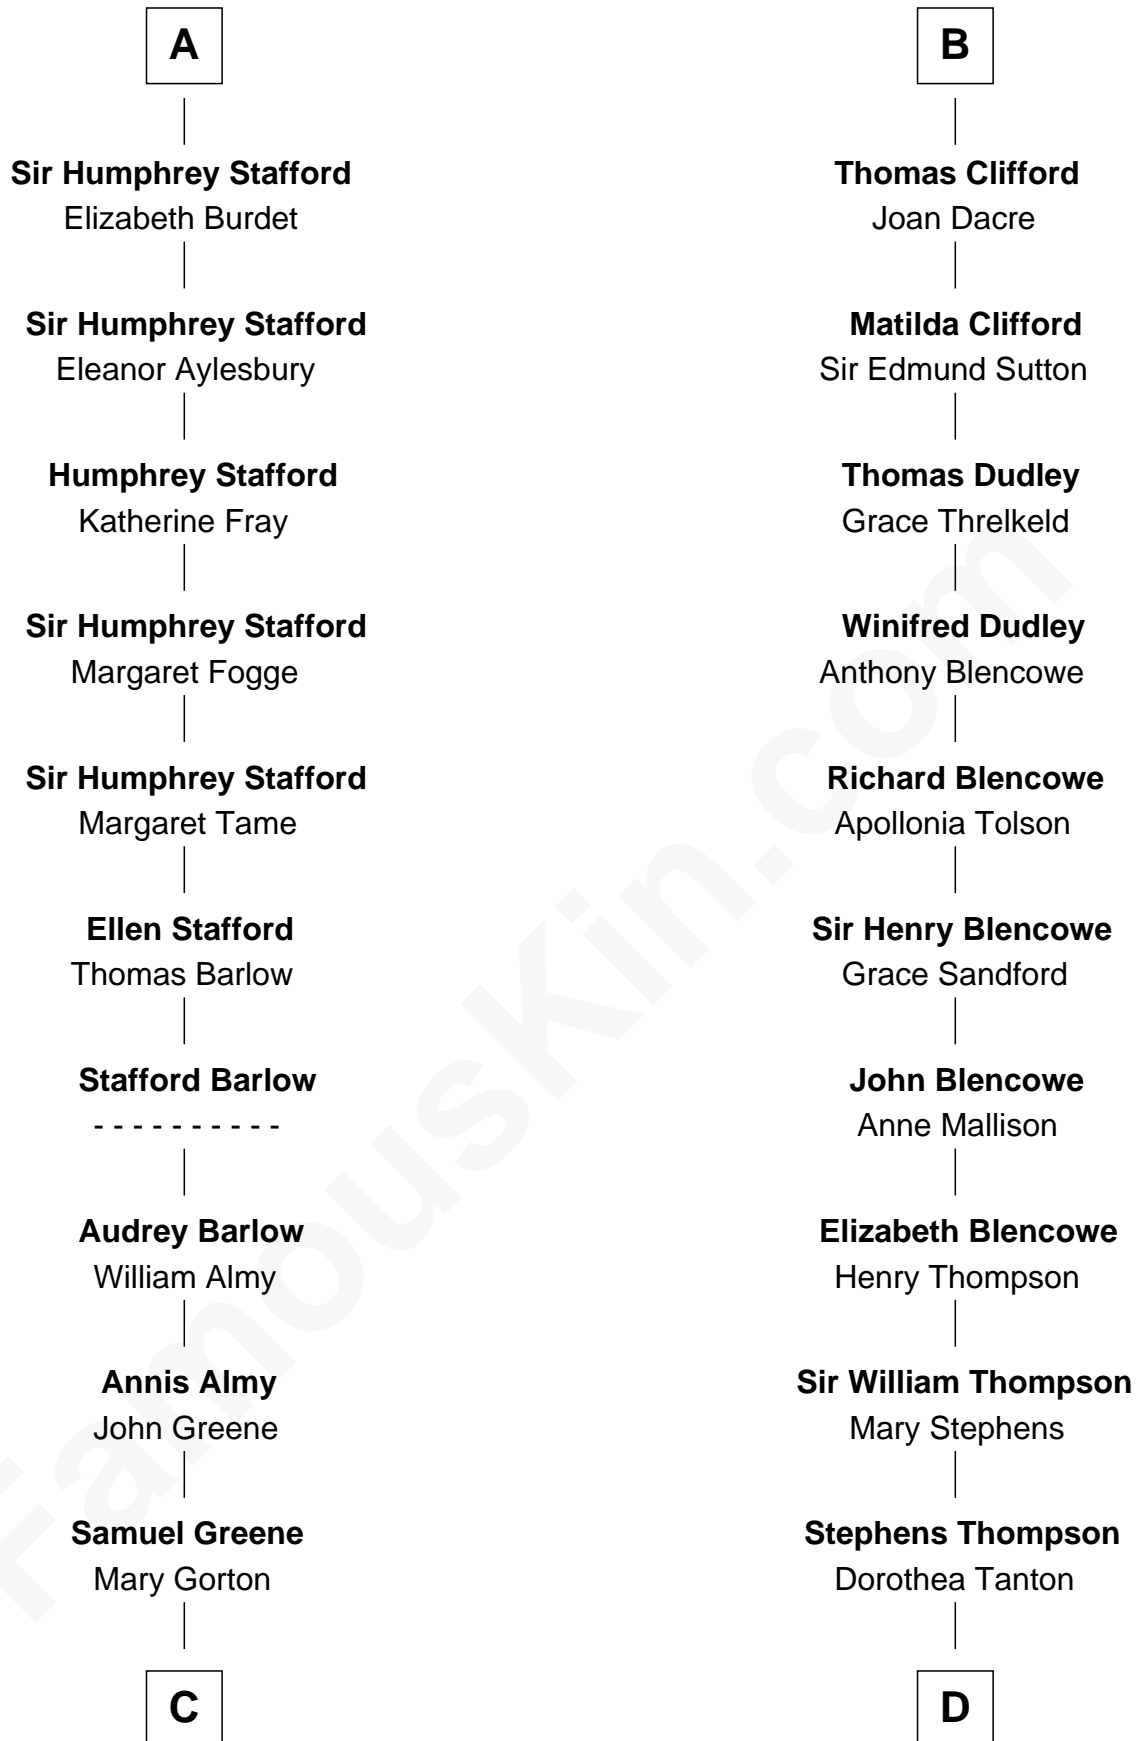 A
Sir Humphrey Stafford
Elizabeth Burdet
Sir Humphrey Stafford
Eleanor Aylesbury
Humphrey Stafford
Katherine Fray
Sir Humphrey Stafford
Margaret Fogge
Sir Humphrey Stafford
Margaret Tame
Ellen Stafford
Thomas Barlow
Stafford Barlow
- - - - - - - - - -
Audrey Barlow
William Almy
Annis Almy
John Greene
Samuel Greene
Mary Gorton
C
B
Thomas Clifford
Joan Dacre
Matilda Clifford
Sir Edmund Sutton
Thomas Dudley
Grace Threlkeld
Winifred Dudley
Anthony Blencowe
Richard Blencowe
Apollonia Tolson
Sir Henry Blencowe
Grace Sandford
John Blencowe
Anne Mallison
Elizabeth Blencowe
Henry Thompson
Sir William Thompson
Mary Stephens
Stephens Thompson
Dorothea Tanton
D
FamousKin.com